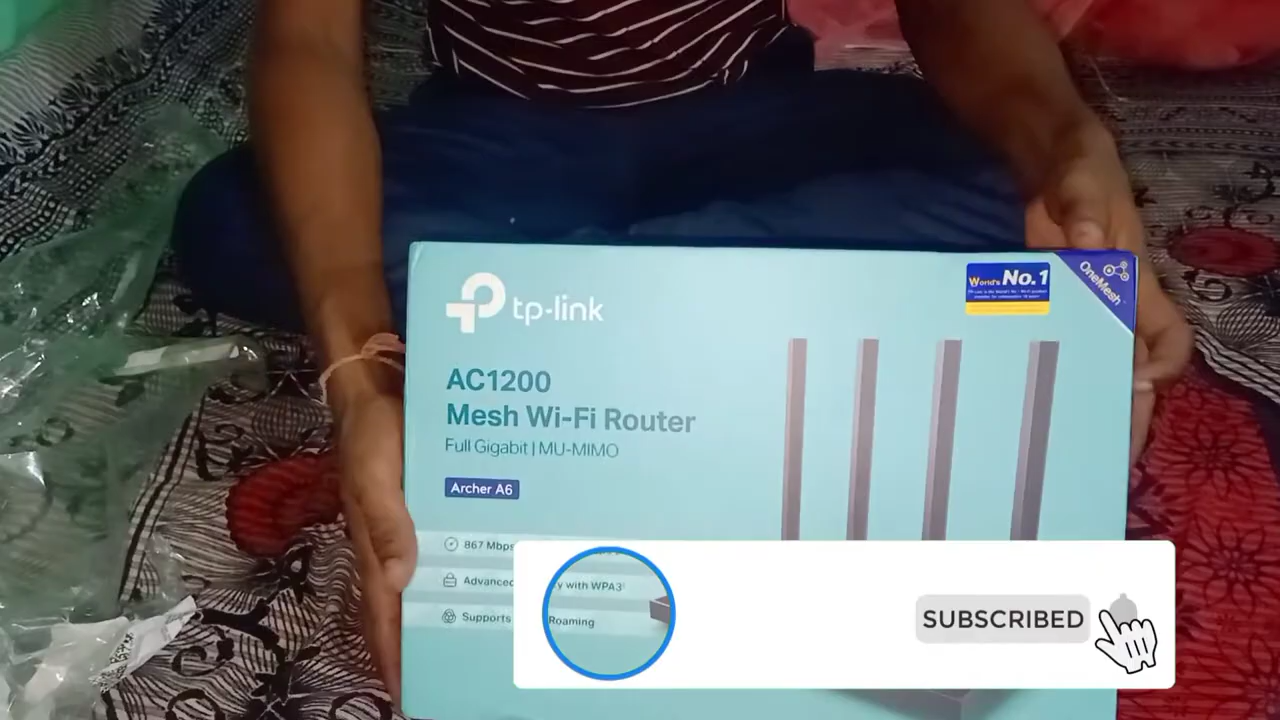 tp-link
World's No.1
OneMesh
AC1200
Mesh Wi-Fi Router
Full Gigabit | MU-MIMO
Archer A6
867 Mbps
Advanced
y with WPA3
Supports
Roaming
SUBSCRIBED